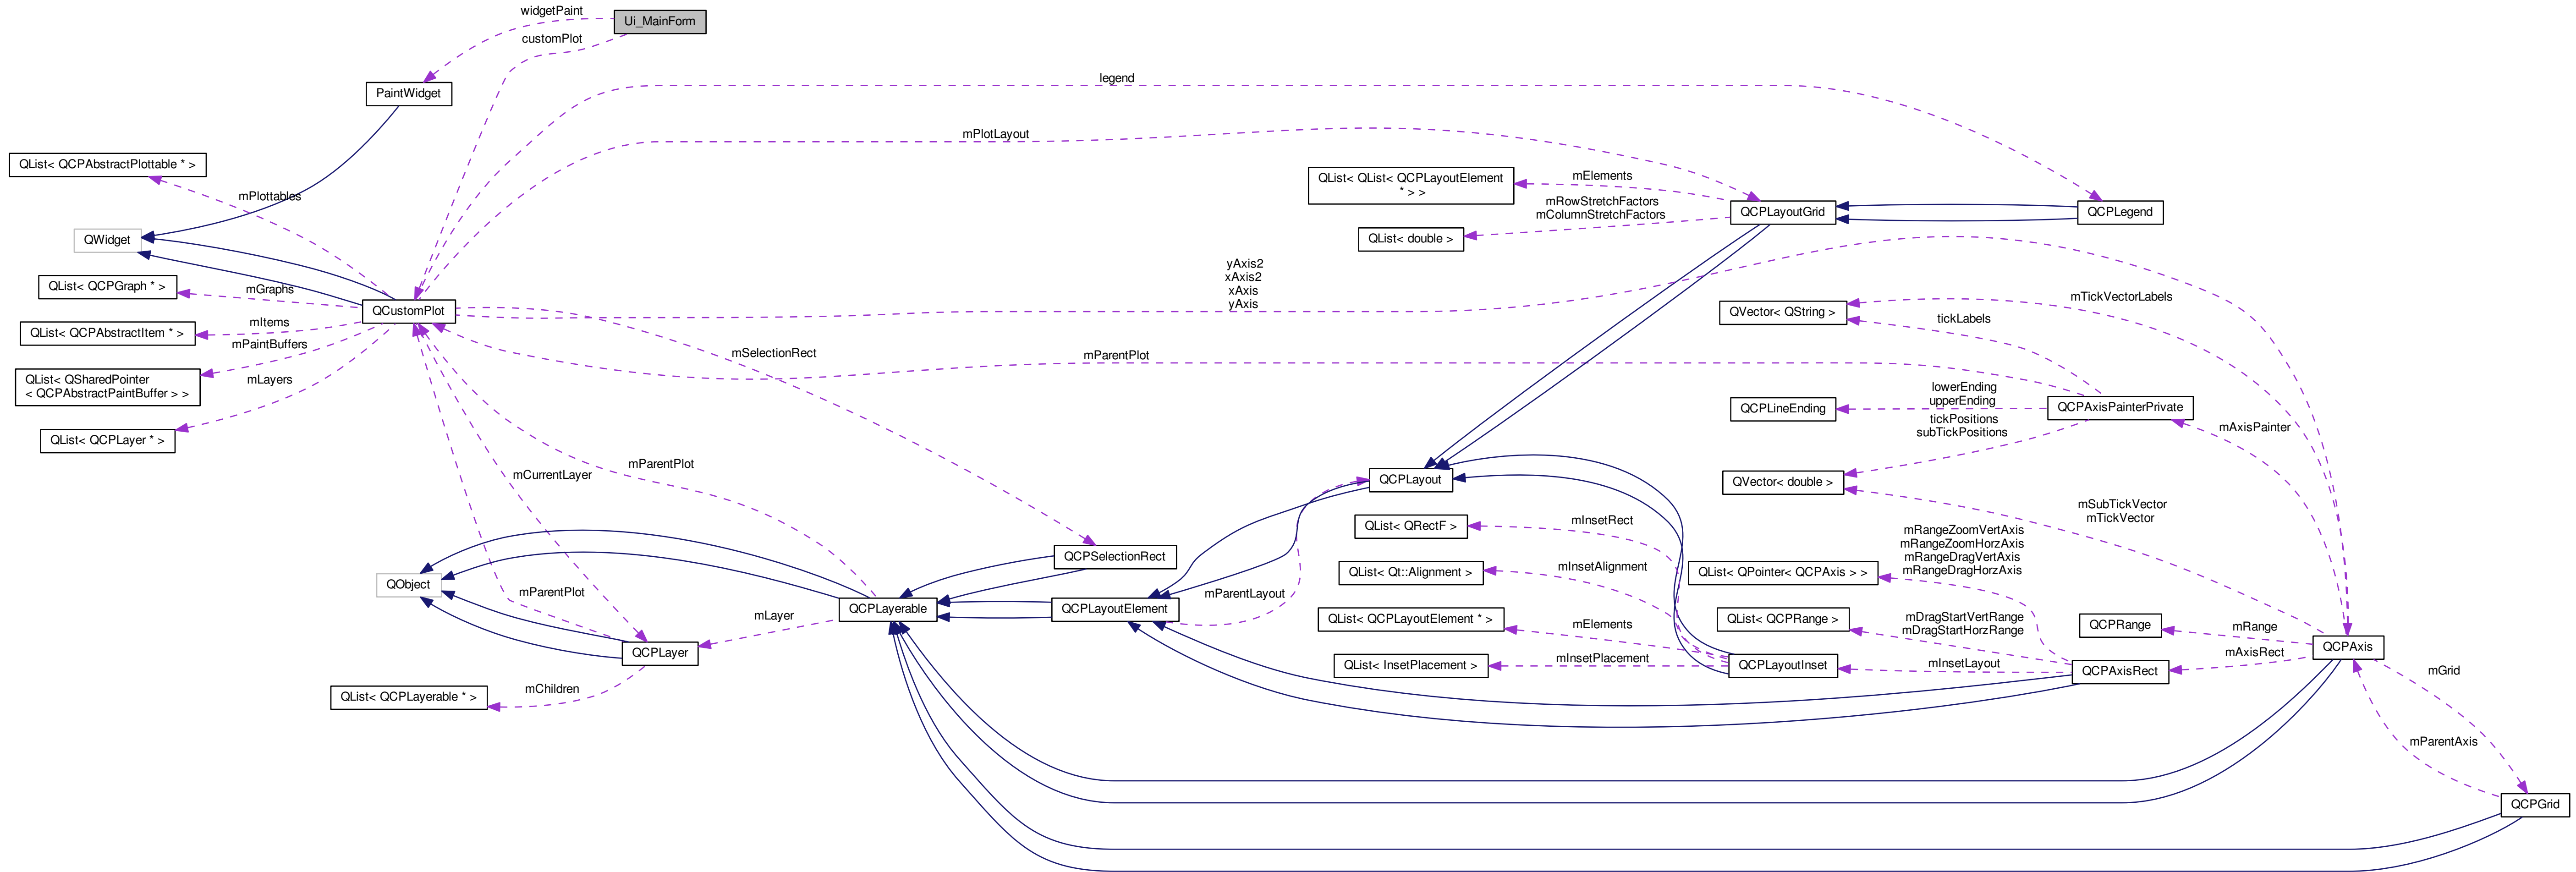 widgetPaint
Ui_MainForm
customPlot
legend
PaintWidget
mPlotLayout
QList< QCPAbstractPlottable * >
mPlottables
QList< QList< QCPLayoutElement
* > >
mElements
mRowStretchFactors
mColumnStretchFactors
QCPLayoutGrid
QCPLegend
QWidget
QList< double >
yAxis2
xAxis2
xAxis
yAxis
QList< QCPGraph * >
mGraphs
QCustomPlot
mTickVectorLabels
QVector< QString >
tickLabels
QList< QCPAbstractItem * >
mItems
mPaintBuffers
mSelectionRect
mParentPlot
QList< QSharedPointer
< QCPAbstractPaintBuffer > >
mLayers
lowerEnding
upperEnding
QCPLineEnding
QCPAxisPainterPrivate
tickPositions
subTickPositions
mAxisPainter
QList< QCPLayer * >
mParentPlot
mCurrentLayer
QCPLayout
QVector< double >
mSubTickVector
mTickVector
QList< QRectF >
mInsetRect
mRangeZoomVertAxis
mRangeZoomHorzAxis
mRangeDragVertAxis
mRangeDragHorzAxis
QCPSelectionRect
QObject
mParentPlot
mParentLayout
QList< Qt::Alignment >
mInsetAlignment
QList< QPointer< QCPAxis > >
QCPLayerable
mLayer
QCPLayoutElement
QList< QCPLayoutElement * >
mElements
QList< QCPRange >
mDragStartVertRange
mDragStartHorzRange
QCPRange
mRange
QCPAxis
QCPLayer
QList< InsetPlacement >
mInsetPlacement
QCPLayoutInset
mInsetLayout
QCPAxisRect
mAxisRect
mGrid
QList< QCPLayerable * >
mChildren
mParentAxis
QCPGrid